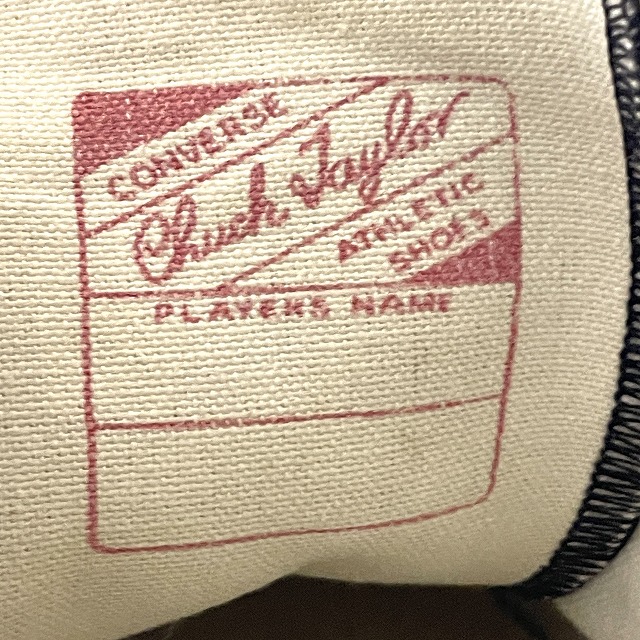 CONVERSE
Chuck Taylor
ATHLETIC
SHOES
PLAYERS NAME